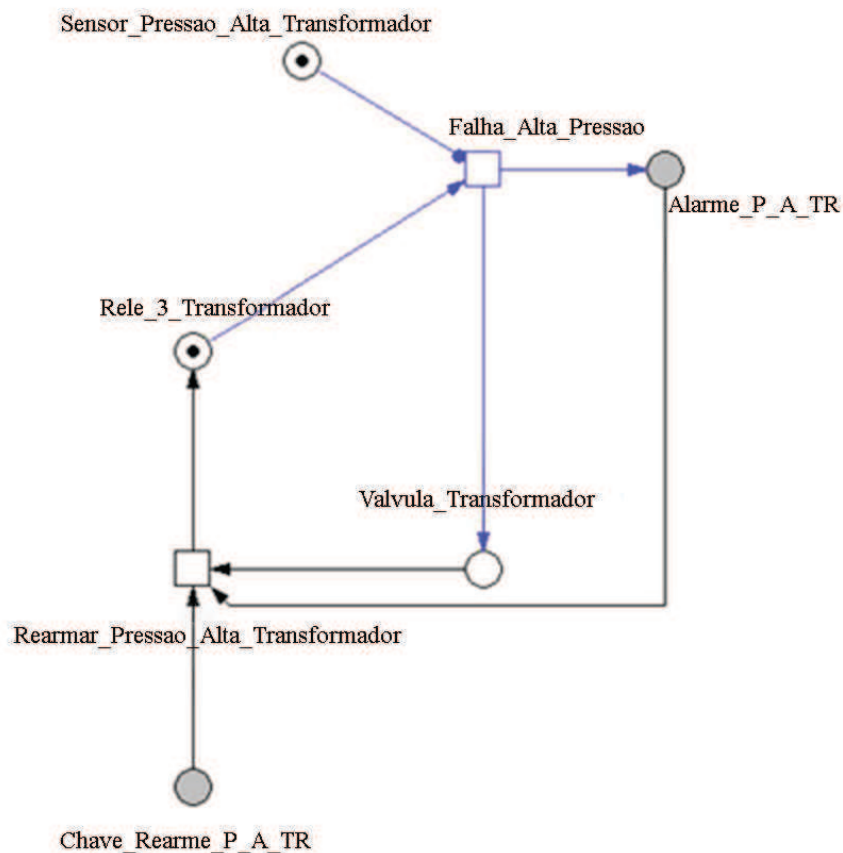 Sensor_Pressao_Alta_Transformador
Falha_Alta_Pressao
Alarme_P_A_TR
Rele_3_Transformador
Valvula_Transformador
Rearmar_Pressao_Alta_Transformador
Chave_Rearme_P_A_TR